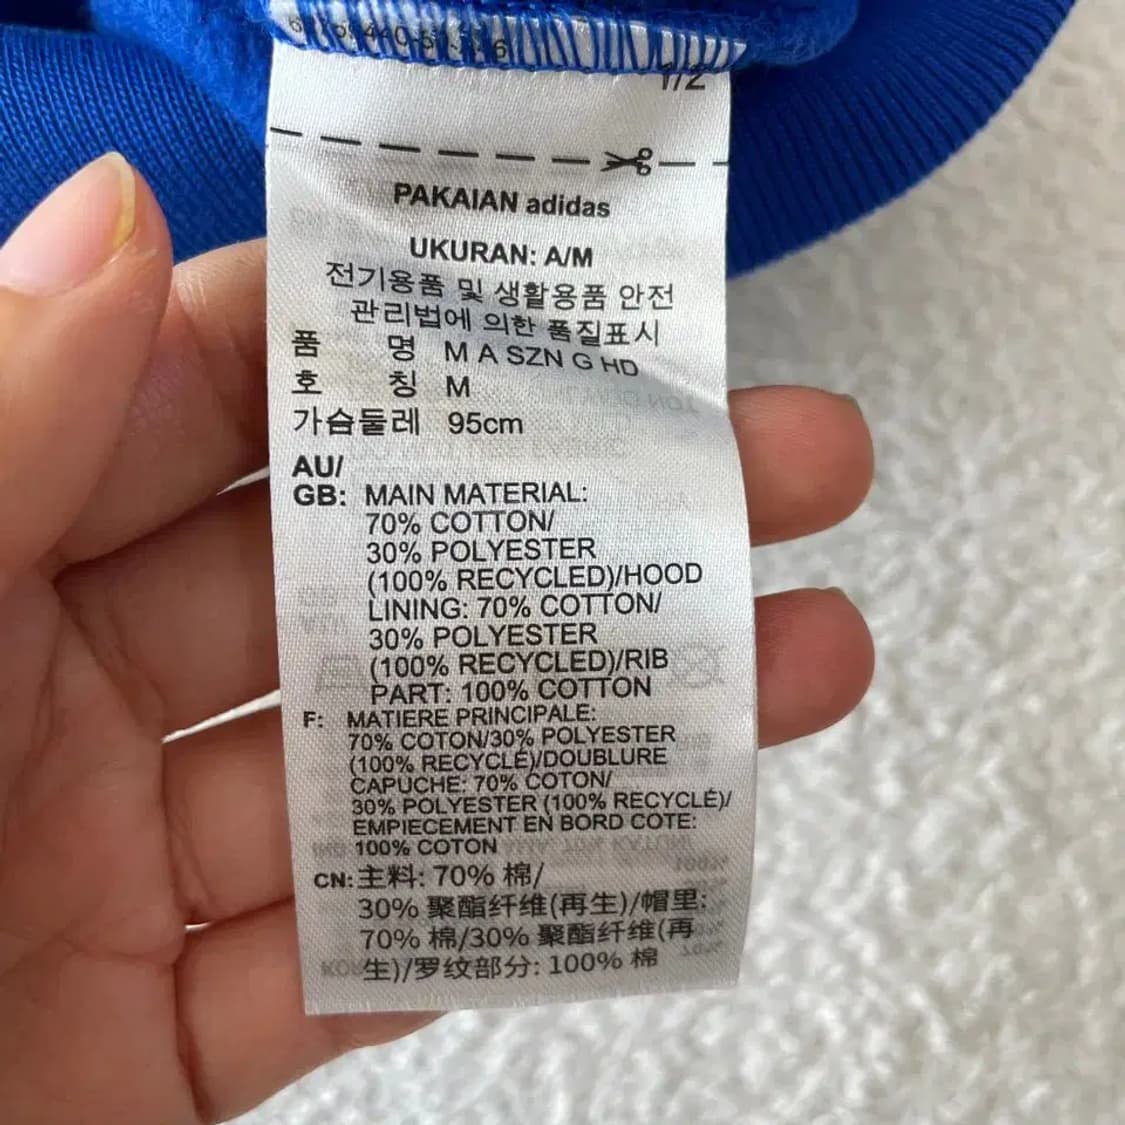 1/2
PAKAIAN adidas
UKURAN: A/M
전기용품 및 생활용품 안전
관리법에 의한 품질표시
품 명 M A SZN G HD
호 칭 M
가슴둘레 95cm
AU/
GB: MAIN MATERIAL:
70% COTTON/
30% POLYESTER
(100% RECYCLED)/HOOD
LINING: 70% COTTON/
30% POLYESTER
(100% RECYCLED)/RIB
PART: 100% COTTON
F: MATIERE PRINCIPALE:
70% COTON/30% POLYESTER
(100% RECYCLÉ)/DOUBLURE
CAPUCHE: 70% COTON/
30% POLYESTER (100% RECYCLÉ)/
EMPIECEMENT EN BORD COTE:
100% COTON
CN: 主料: 70% 棉/
30% 聚酯纤维(再生)/帽里:
70% 棉/30% 聚酯纤维(再
生)/罗纹部分: 100% 棉